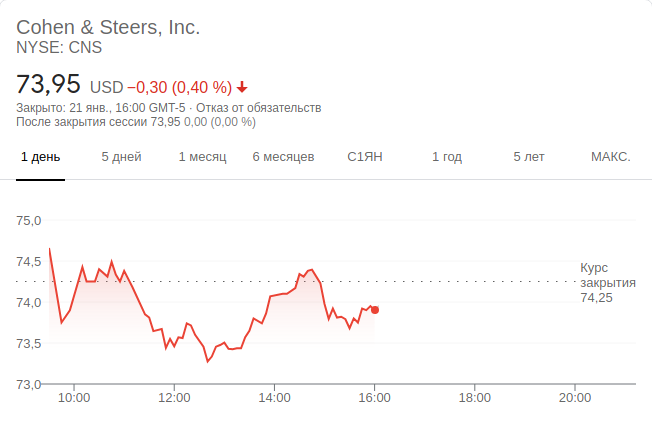 Cohen & Steers, Inc.
NYSE: CNS
73,95 USD −0,30 (0,40 %)
Закрыто: 21 янв., 16:00 GMT-5 · Отказ от обязательств
После закрытия сессии 73,95 0,00 (0,00 %)
1 день 5 дней 1 месяц 6 месяцев С1ЯН 1 год 5 лет МАКС.
75,0
74,5
74,0
73,5
73,0
Курс
закрытия
74,25
10:00 12:00 14:00 16:00 18:00 20:00